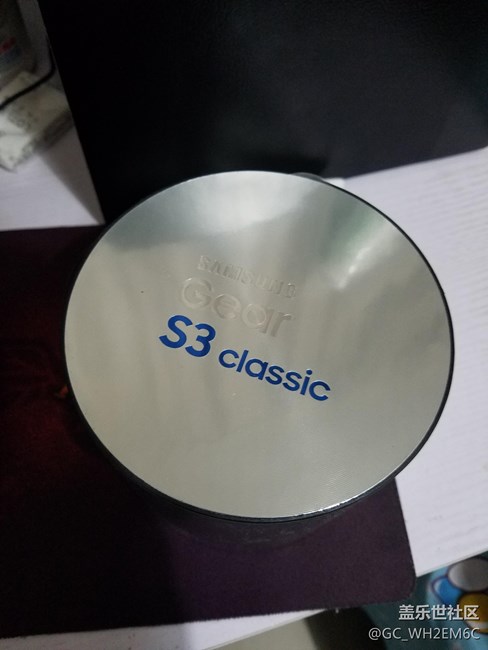 SAMSUNG
Gear
S3 classic
盖乐世社区
@GC_WH2EM6C